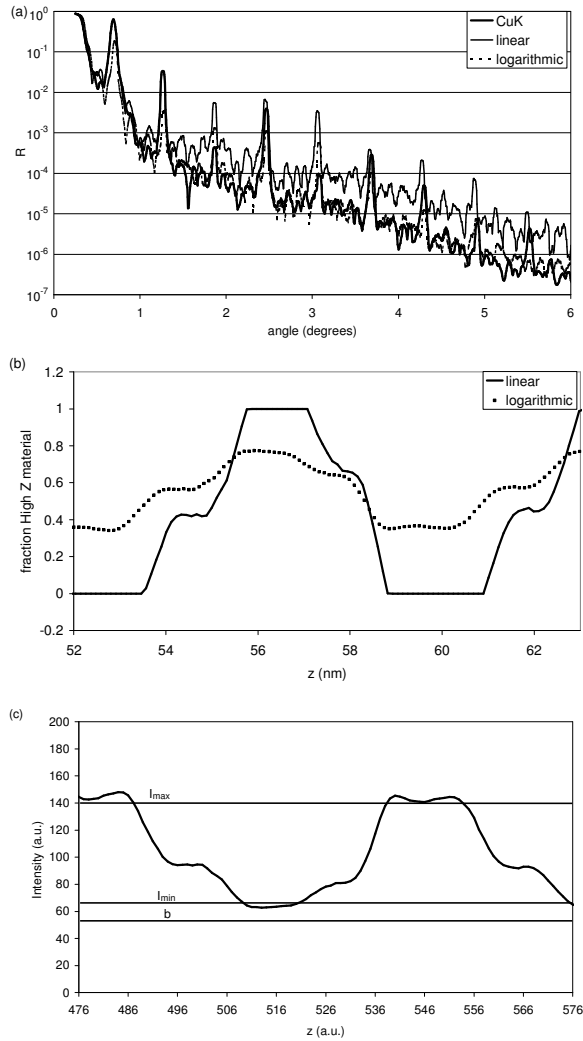 (a)
10^0
10^-1
10^-2
10^-3
10^-4
10^-5
10^-6
10^-7
R
CuK
linear
logarithmic
0 1 2 3 4 5 6
angle (degrees)
(b)
1.2
1
0.8
0.6
0.4
0.2
0
-0.2
fraction High Z material
linear
logarithmic
52 54 56 58 60 62
z (nm)
(c)
200
180
160
140
120
100
80
60
40
20
0
Intensity (a.u.)
Imax
Imin
b
476 486 496 506 516 526 536 546 556 566 576
z (a.u.)